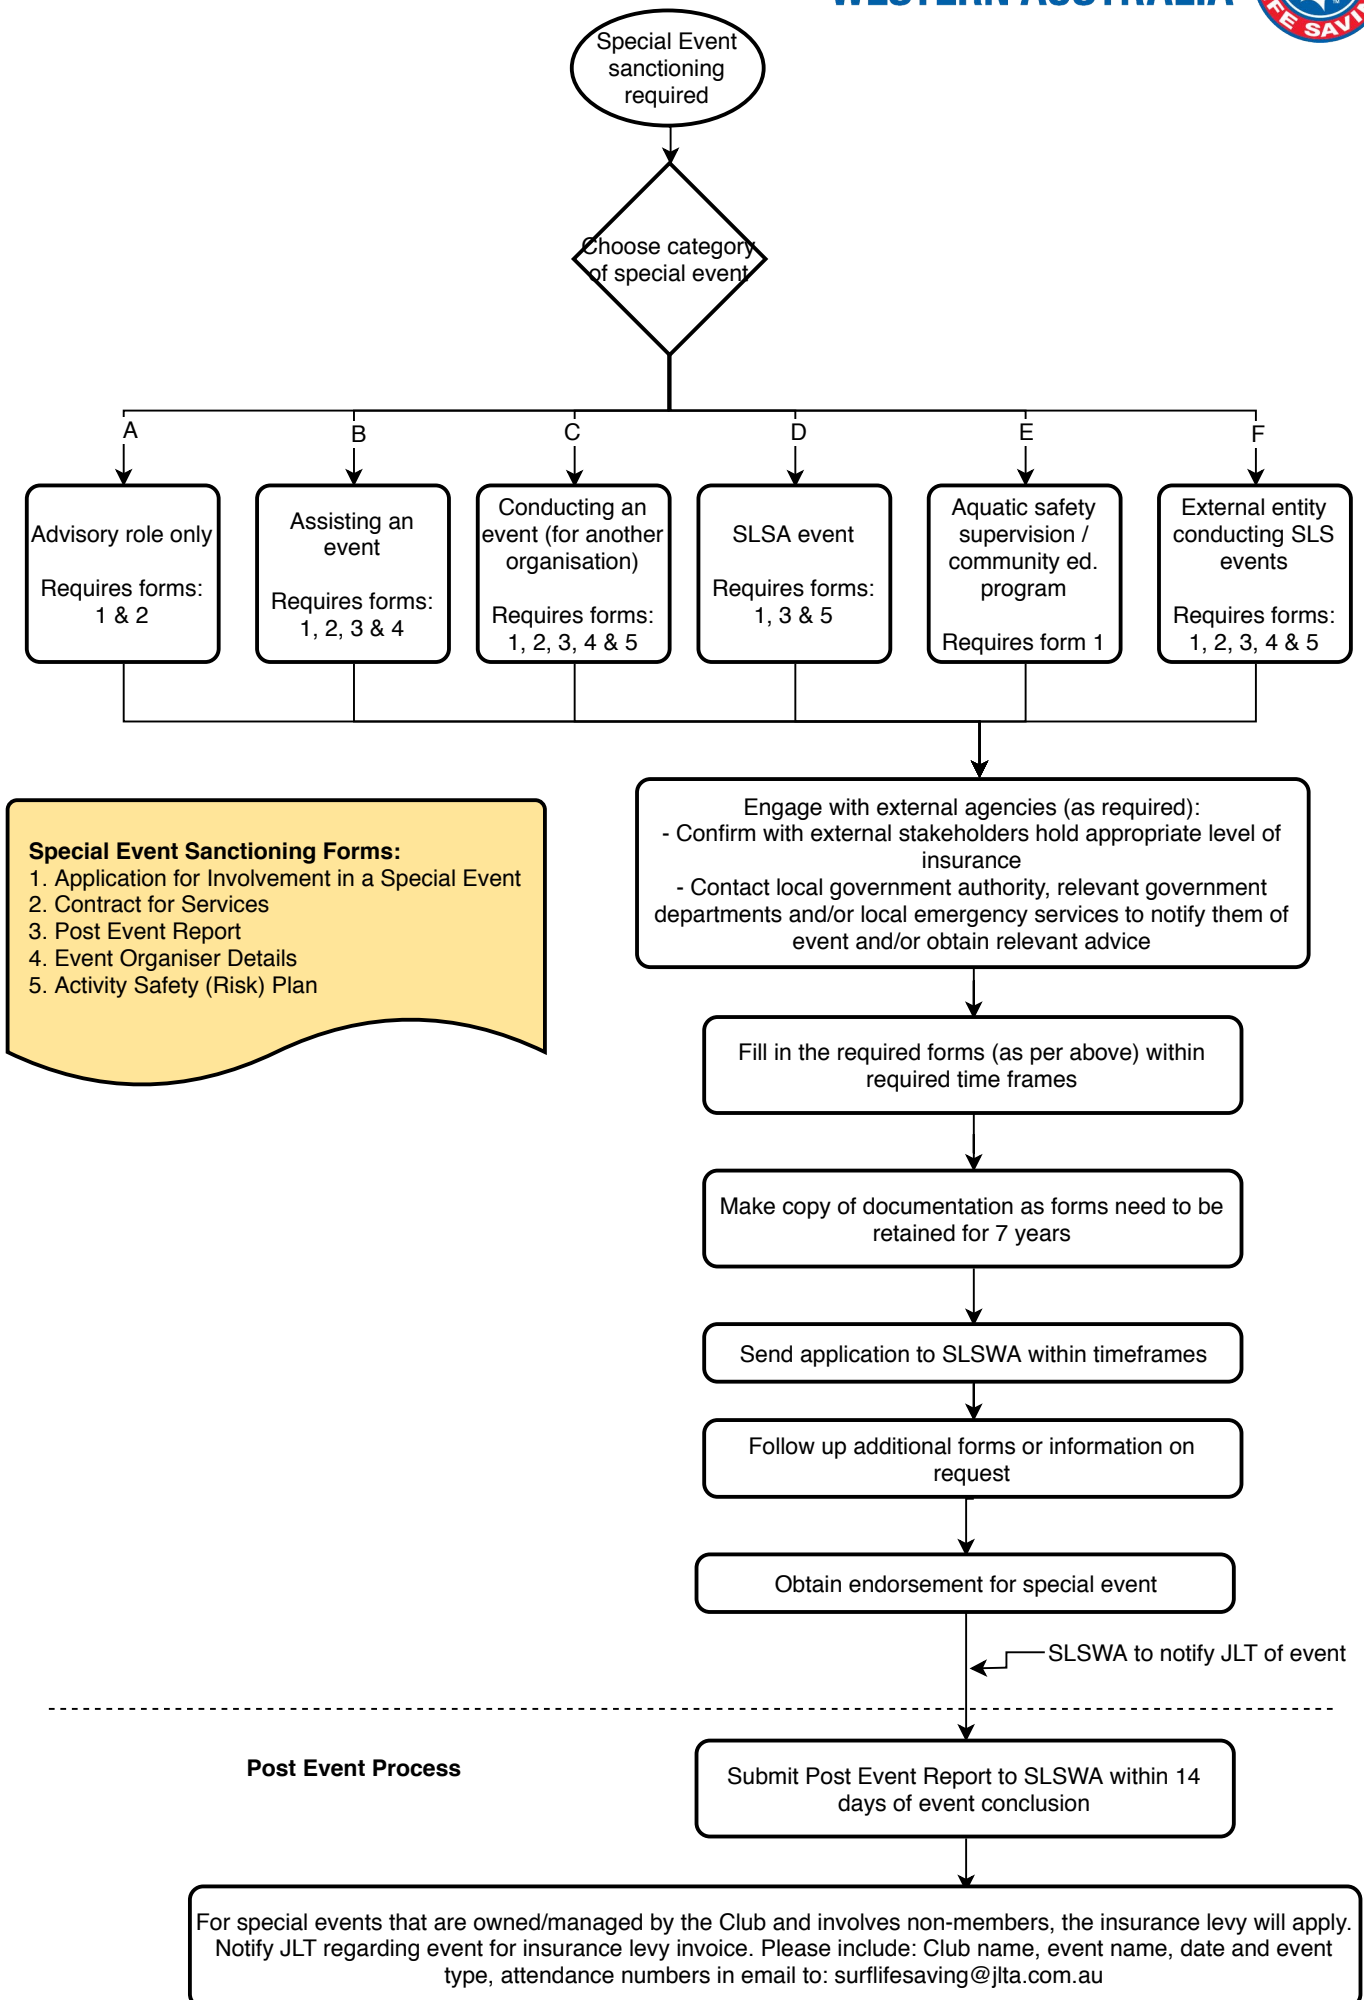 WESTERN AUSTRALIA
LIFE SAVING
Special Event
sanctioning
required
Choose category
of special event
A
B
C
D
E
F
Advisory role only
Requires forms:
1 & 2
Assisting an
event
Requires forms:
1, 2, 3 & 4
Conducting an
event (for another
organisation)
Requires forms:
1, 2, 3, 4 & 5
SLSA event
Requires forms:
1, 3 & 5
Aquatic safety
supervision /
community ed.
program
Requires form 1
External entity
conducting SLS
events
Requires forms:
1, 2, 3, 4 & 5
Engage with external agencies (as required):
- Confirm with external stakeholders hold appropriate level of
insurance
- Contact local government authority, relevant government
departments and/or local emergency services to notify them of
event and/or obtain relevant advice
Special Event Sanctioning Forms:
1. Application for Involvement in a Special Event
2. Contract for Services
3. Post Event Report
4. Event Organiser Details
5. Activity Safety (Risk) Plan
Fill in the required forms (as per above) within
required time frames
Make copy of documentation as forms need to be
retained for 7 years
Send application to SLSWA within timeframes
Follow up additional forms or information on
request
Obtain endorsement for special event
SLSWA to notify JLT of event
Post Event Process
Submit Post Event Report to SLSWA within 14
days of event conclusion
For special events that are owned/managed by the Club and involves non-members, the insurance levy will apply.
Notify JLT regarding event for insurance levy invoice. Please include: Club name, event name, date and event
type, attendance numbers in email to: surflifesaving@jlta.com.au